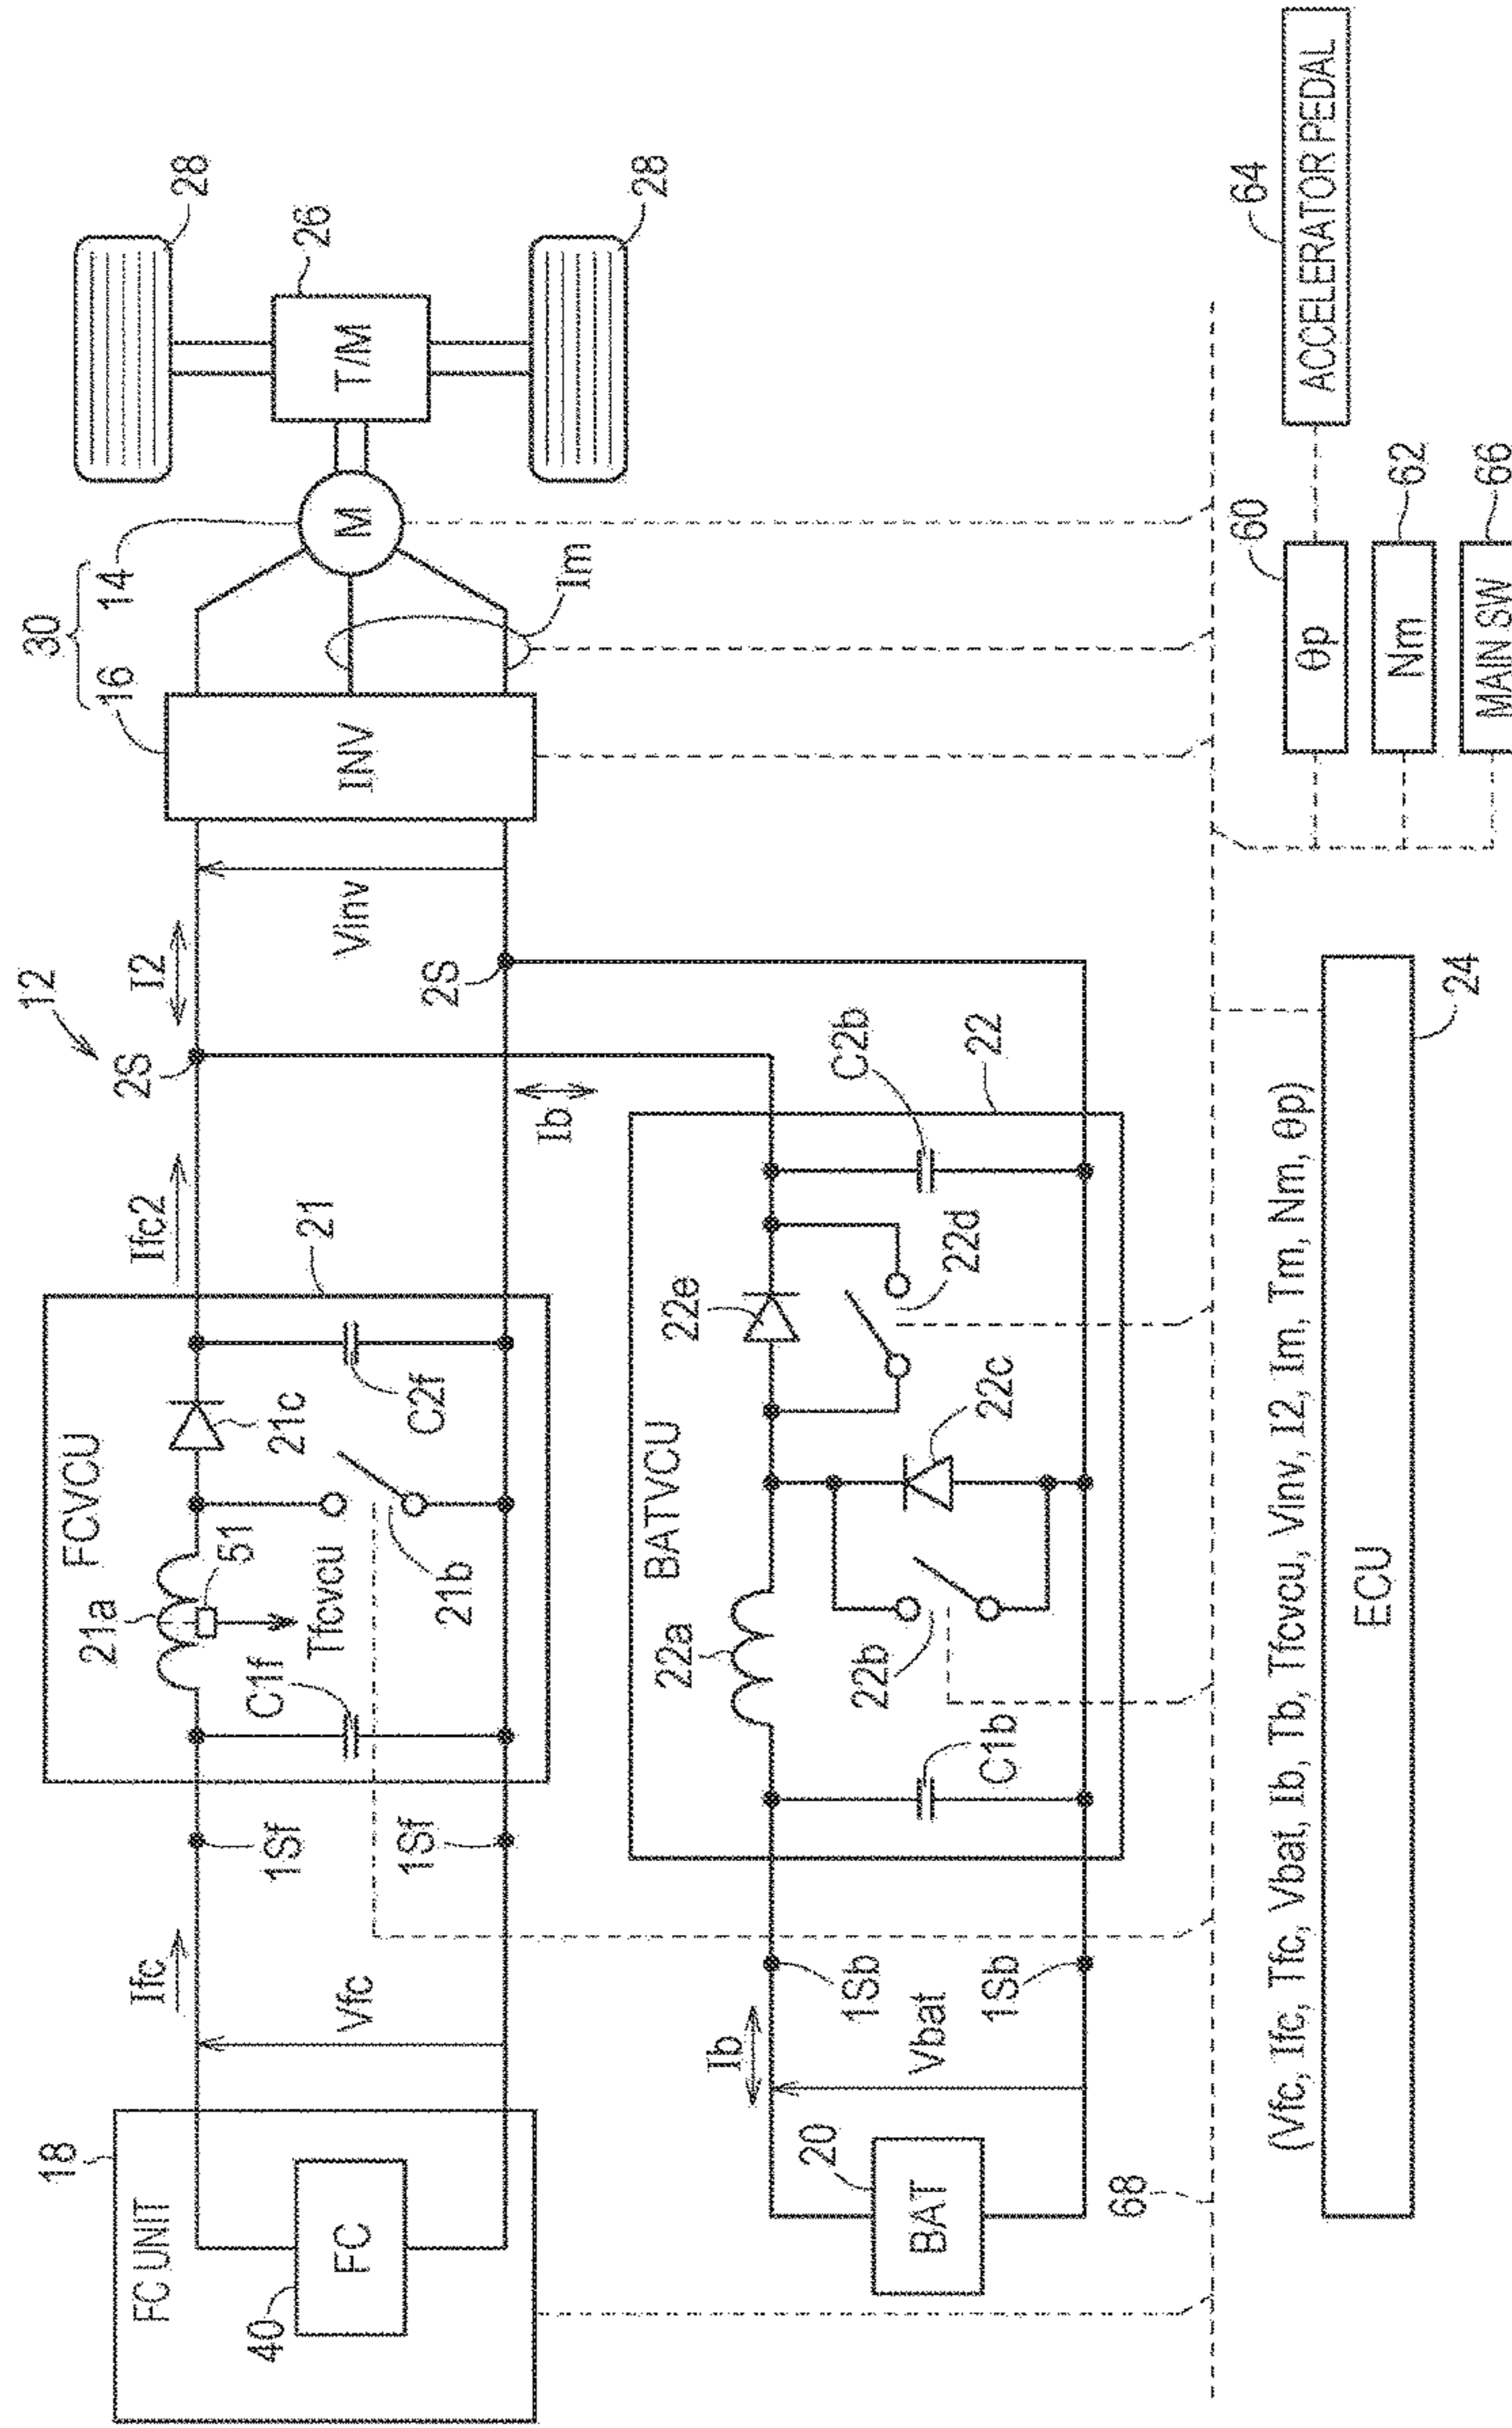 12
30
16
14
28
26
T/M
28
M
INV
Im
I2
Vinv
2S
2S
Ifc2
Ib
21
FCVCU
21a
51
Tfcvcu
21b
21c
C1f
C2f
1Sf
1Sf
Ifc
Vfc
18
FC UNIT
40
FC
22
BATVCU
22a
22b
22c
22d
22e
C1b
C2b
1Sb
1Sb
Ib
Vbat
20
BAT
68
(Vfc, Ifc, Tfc, Vbat, Ib, Tb, Tfcvcu, Vinv, I2, Im, Tm, Nm, θp)
ECU
24
60
θp
64
ACCELERATOR PEDAL
62
Nm
66
MAIN SW